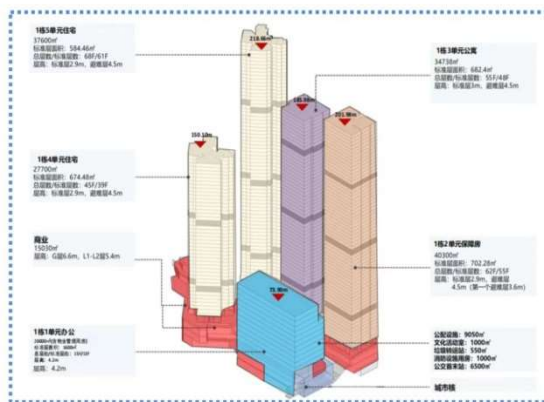 1栋5单元住宅
37600㎡
标准层面积：584.46㎡
总层数/标准层数：68F/61F
层高：标准层2.9m，避难层4.5m
1栋4单元住宅
27700㎡
标准层面积：674.48㎡
总层数/标准层数：45F/39F
层高：标准层2.9m，避难层4.5m
商业
15030㎡
层高：G层6.6m，L1-L2层5.4m
1栋1单元办公
层高：4.2m
1栋3单元公寓
34738㎡
标准层面积：682.4㎡
总层数/标准层数：55F/48F
层高：标准层3m，避难层4.5m
1栋2单元保障房
40300㎡
标准层面积：702.28㎡
总层数/标准层数：62F/55F
层高：标准层2.9m，避难层
4.5m（第一个避难层3.6m）
公配设施：9050㎡
文化活动室：1000㎡
垃圾转运站：550㎡
消防设施用房：1000㎡
公交首末站：6500㎡
城市核